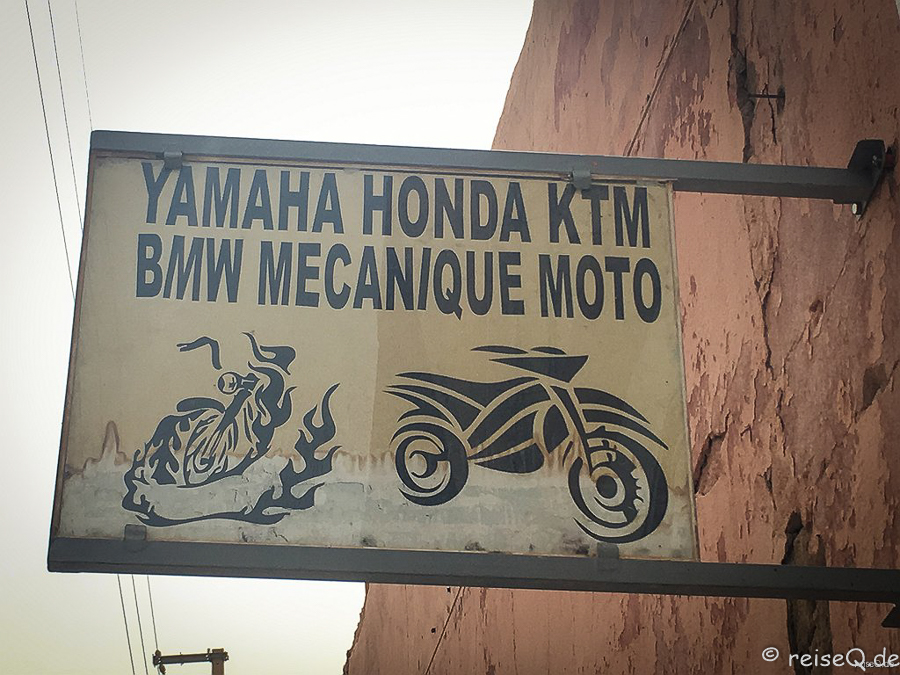 YAMAHA HONDA KTM
BMW MECANIQUE MOTO
© reiseQ.de